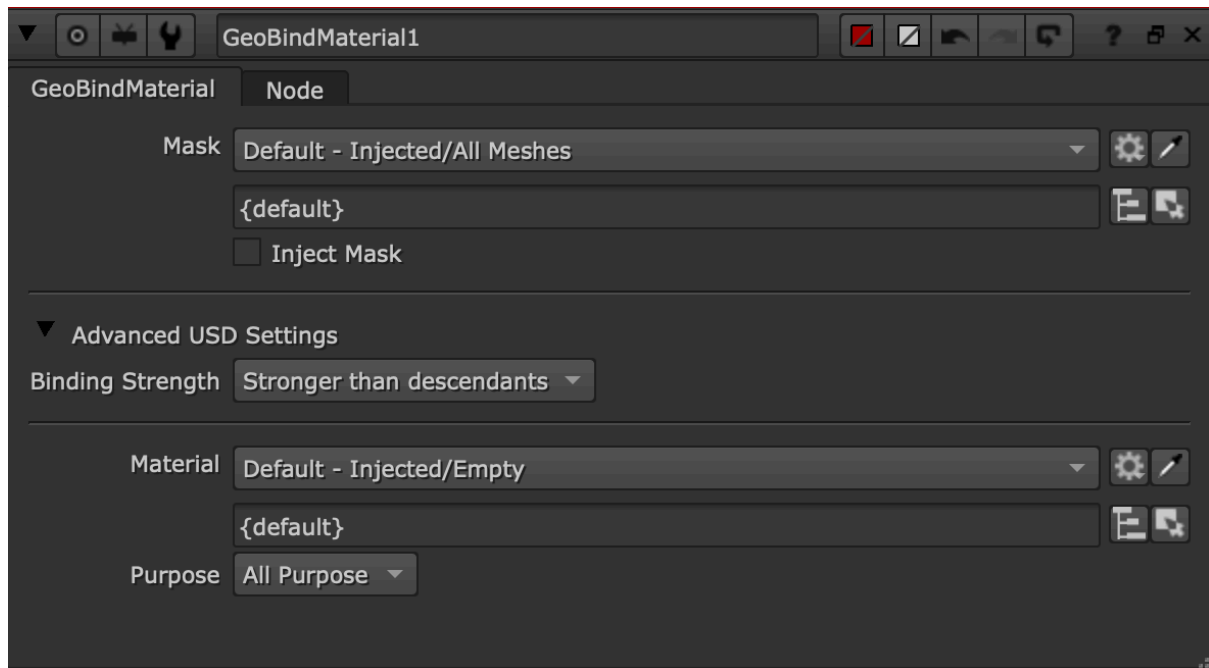 GeoBindMaterial1
?
GeoBindMaterial Node
Mask Default - Injected/All Meshes
{default}
Inject Mask
Advanced USD Settings
Binding Strength Stronger than descendants
Material Default - Injected/Empty
{default}
Purpose All Purpose